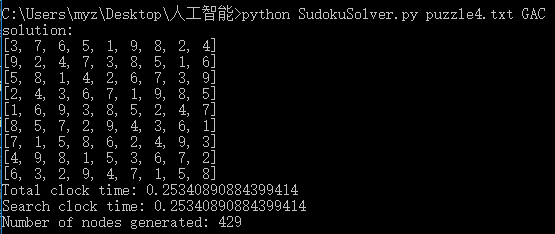 C:\Users\myz\Desktop\人工智能>python SudokuSolver.py puzzle4.txt GAC
solution:
[3, 7, 6, 5, 1, 9, 8, 2, 4]
[9, 2, 4, 7, 3, 8, 5, 1, 6]
[5, 8, 1, 4, 2, 6, 7, 3, 9]
[2, 4, 3, 6, 7, 1, 9, 8, 5]
[1, 6, 9, 3, 8, 5, 2, 4, 7]
[8, 5, 7, 2, 9, 4, 3, 6, 1]
[7, 1, 5, 8, 6, 2, 4, 9, 3]
[4, 9, 8, 1, 5, 3, 6, 7, 2]
[6, 3, 2, 9, 4, 7, 1, 5, 8]
Total clock time: 0.25340890884399414
Search clock time: 0.25340890884399414
Number of nodes generated: 429